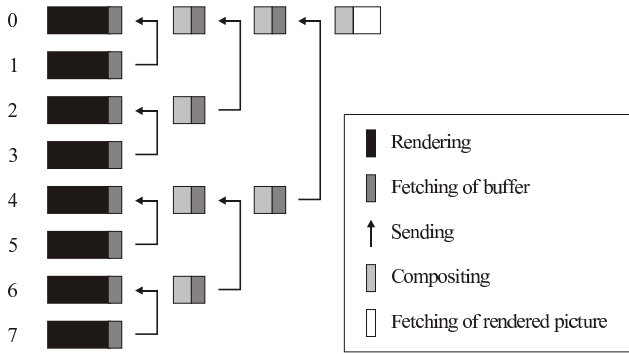 0
1
2
3
4
5
6
7
Rendering
Fetching of buffer
Sending
Compositing
Fetching of rendered picture